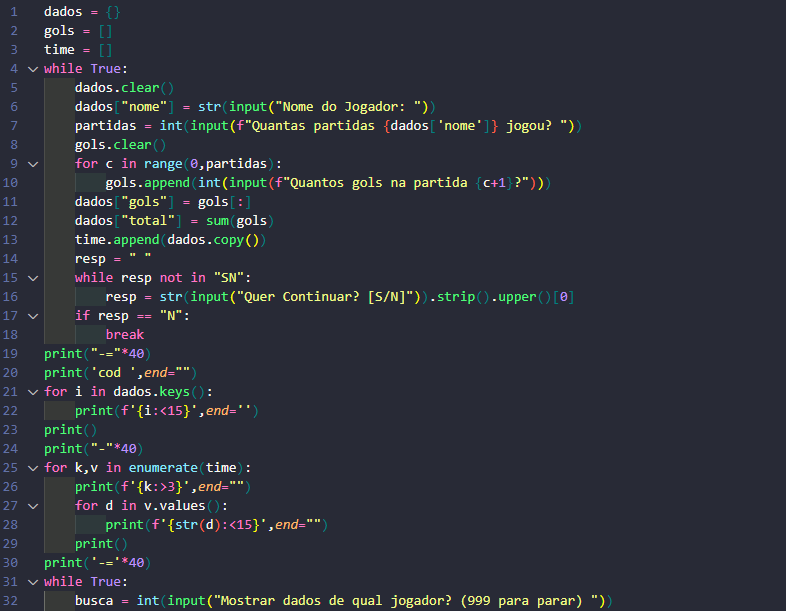 1 dados = {}
2 gols = []
3 time = []
4 while True:
5     dados.clear()
6     dados["nome"] = str(input("Nome do Jogador: "))
7     partidas = int(input(f"Quantas partidas {dados['nome']} jogou? "))
8     gols.clear()
9     for c in range(0,partidas):
10         gols.append(int(input(f"Quantos gols na partida {c+1}?")))
11     dados["gols"] = gols[:]
12     dados["total"] = sum(gols)
13     time.append(dados.copy())
14     resp = " "
15     while resp not in "SN":
16         resp = str(input("Quer Continuar? [S/N]")).strip().upper()[0]
17     if resp == "N":
18         break
19 print("-="*40)
20 print('cod ',end="")
21 for i in dados.keys():
22     print(f'{i:<15}',end='')
23 print()
24 print("-"*40)
25 for k,v in enumerate(time):
26     print(f'{k:>3}',end="")
27     for d in v.values():
28         print(f'{str(d):<15}',end="")
29     print()
30 print('-='*40)
31 while True:
32     busca = int(input("Mostrar dados de qual jogador? (999 para parar) "))